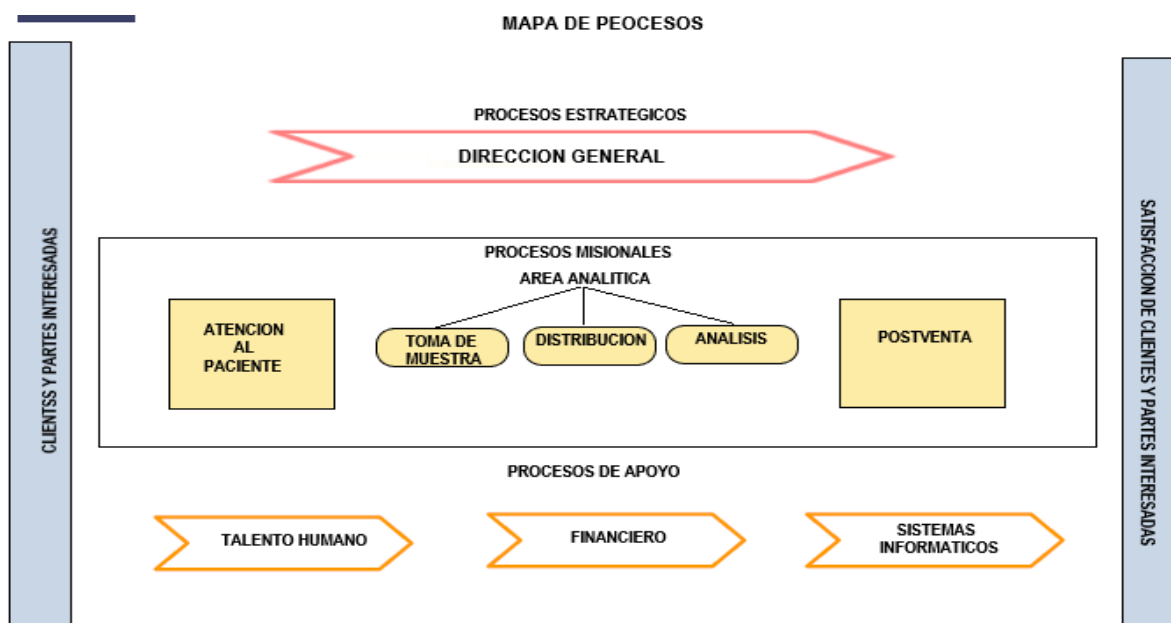 MAPA DE PEOCESOS
CLIENTSS Y PARTES INTERESADAS
PROCESOS ESTRATEGICOS
DIRECCION GENERAL
PROCESOS MISIONALES
AREA ANALITICA
ATENCION
AL
PACIENTE
TOMA DE
MUESTRA
DISTRIBUCION
ANALISIS
POSTVENTA
PROCESOS DE APOYO
TALENTO HUMANO
FINANCIERO
SISTEMAS
INFORMATICOS
SATISFACCION DE CLIENTES Y PARTES INTERESADAS